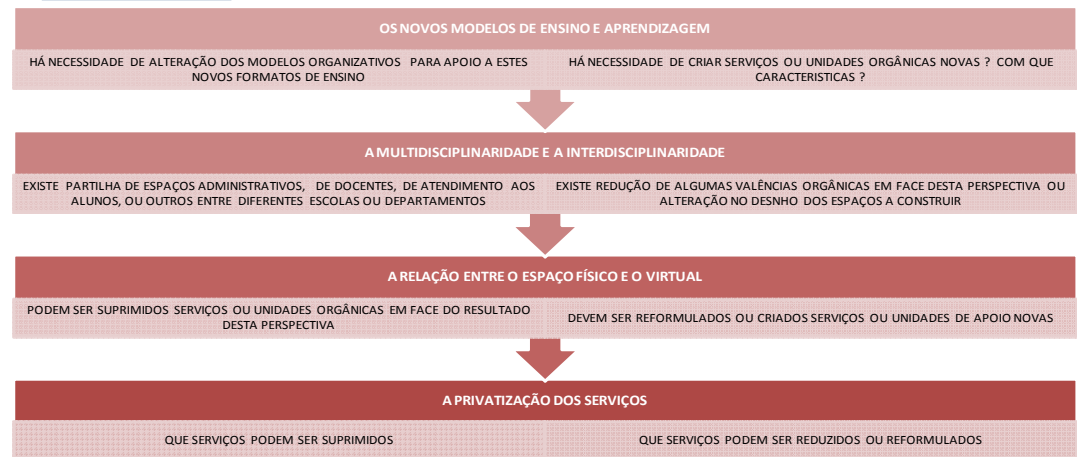 OS NOVOS MODELOS DE ENSINO E APRENDIZAGEM
HÁ NECESSIDADE DE ALTERAÇÃO DOS MODELOS ORGANIZATIVOS PARA APOIO A ESTES
NOVOS FORMATOS DE ENSINO
HÁ NECESSIDADE DE CRIAR SERVIÇOS OU UNIDADES ORGÂNICAS NOVAS ? COM QUE
CARACTERISTICAS ?
A MULTIDISCIPLINARIDADE E A INTERDISCIPLINARIDADE
EXISTE PARTILHA DE ESPAÇOS ADMINISTRATIVOS, DE DOCENTES, DE ATENDIMENTO AOS
ALUNOS, OU OUTROS ENTRE DIFERENTES ESCOLAS OU DEPARTAMENTOS
EXISTE REDUÇÃO DE ALGUMAS VALÊNCIAS ORGÂNICAS EM FACE DESTA PERSPECTIVA OU
ALTERAÇÃO NO DESNHO DOS ESPAÇOS A CONSTRUIR
A RELAÇÃO ENTRE O ESPAÇO FÍSICO E O VIRTUAL
PODEM SER SUPRIMIDOS SERVIÇOS OU UNIDADES ORGÂNICAS EM FACE DO RESULTADO
DESTA PERSPECTIVA
DEVEM SER REFORMULADOS OU CRIADOS SERVIÇOS OU UNIDADES DE APOIO NOVAS
A PRIVATIZAÇÃO DOS SERVIÇOS
QUE SERVIÇOS PODEM SER SUPRIMIDOS
QUE SERVIÇOS PODEM SER REDUZIDOS OU REFORMULADOS